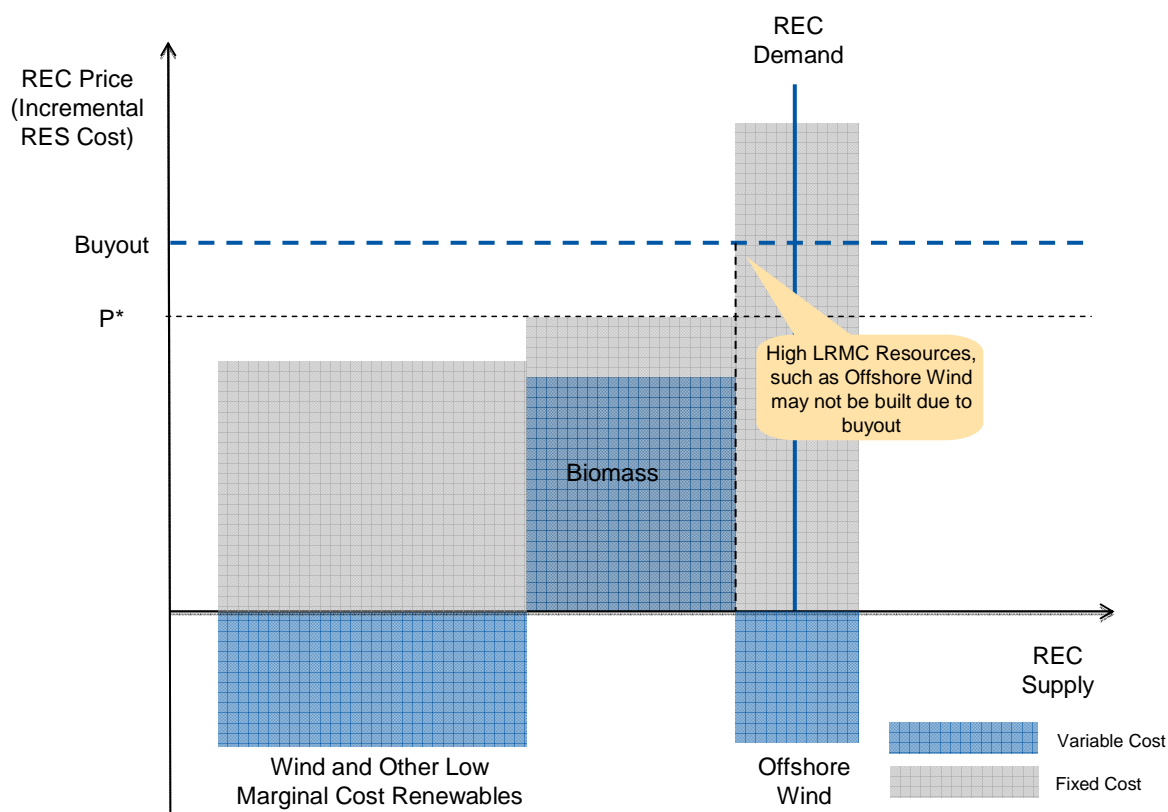 REC
Demand
REC Price
(Incremental
RES Cost)
Buyout
P*
High LRMC Resources,
such as Offshore Wind
may not be built due to
buyout
Biomass
REC
Supply
Variable Cost
Wind and Other Low
Marginal Cost Renewables
Offshore
Wind
Fixed Cost